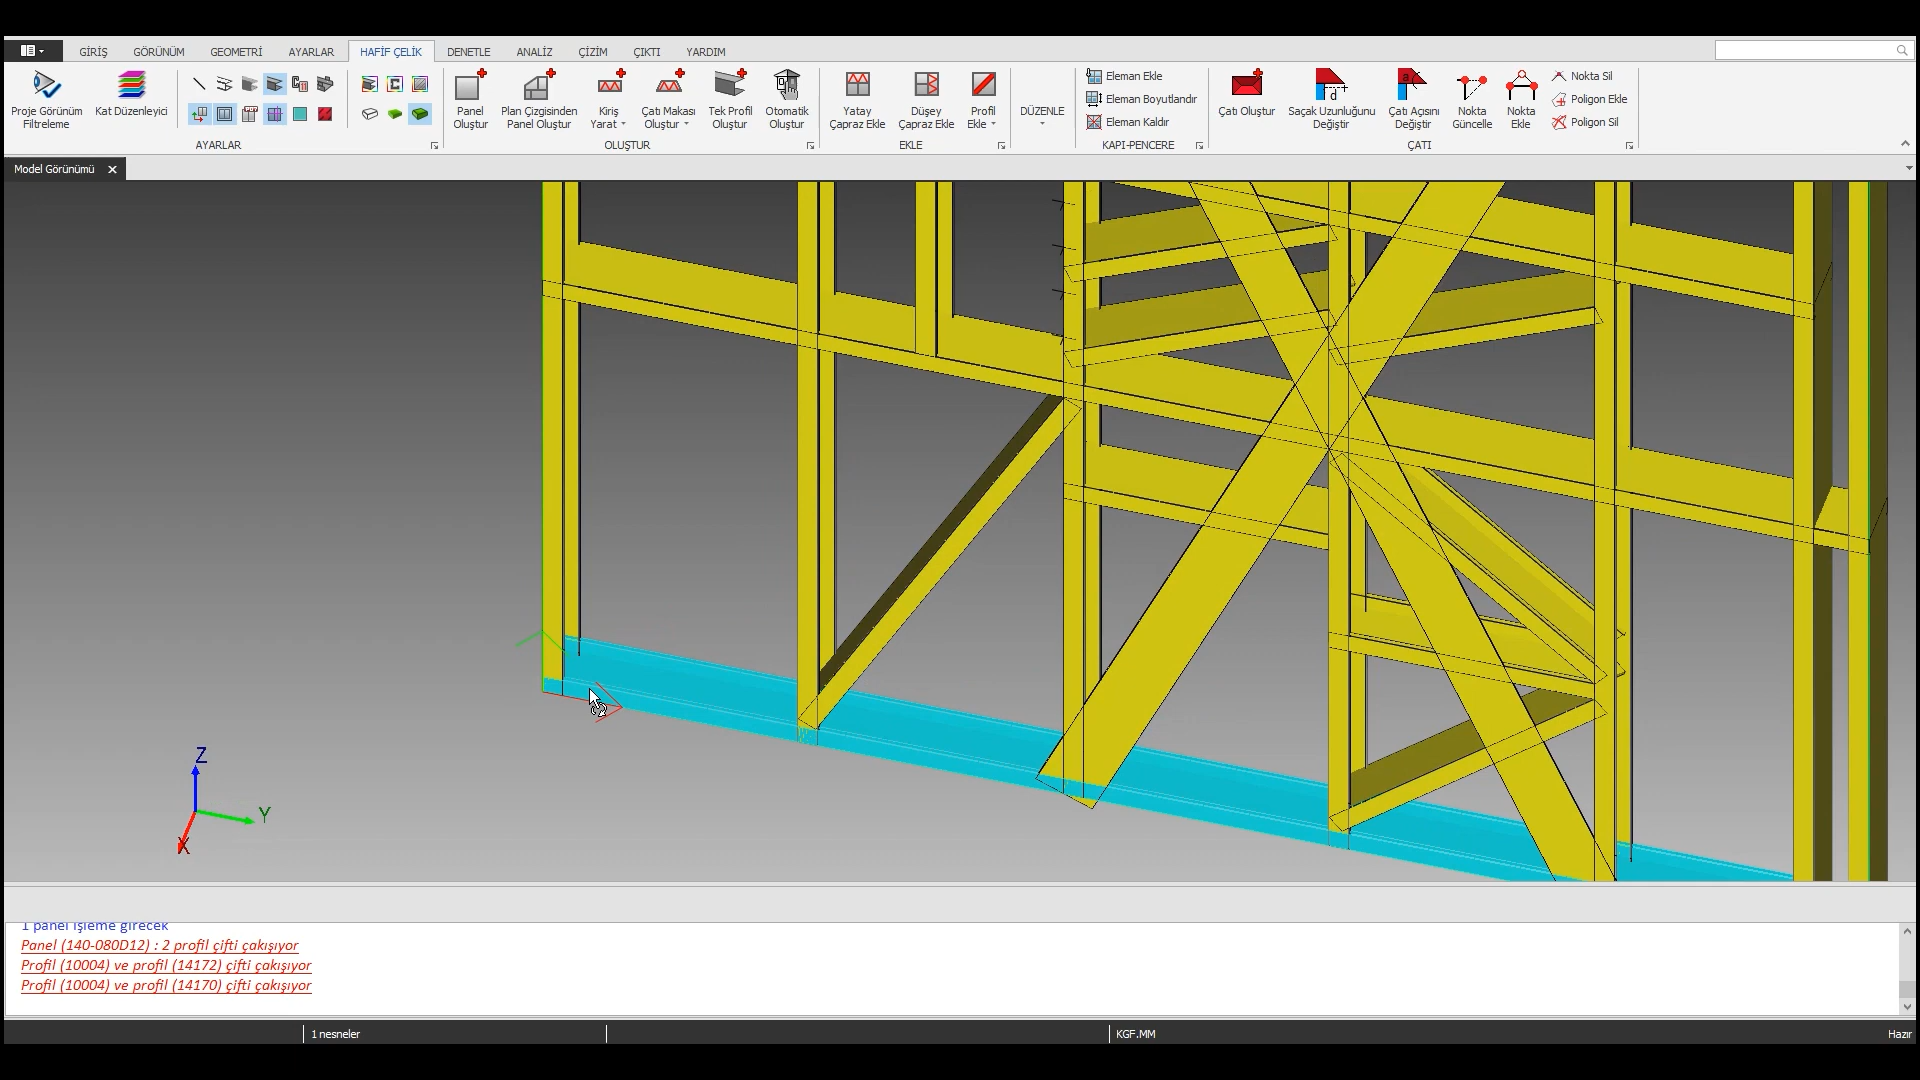 GİRİŞ GÖRÜNÜM GEOMETRİ AYARLAR HAFİF ÇELİK DENETLE ANALİZ ÇİZİM ÇIKTI YARDIM
Proje Görünüm
Filtreleme
Kat Düzenleyici
AYARLAR
Panel
Oluştur
Plan Çizgisinden
Panel Oluştur
Kiriş
Yarat
Çatı Makası
Oluştur
Tek Profil
Oluştur
Otomatik
Oluştur
OLUŞTUR
Yatay
Çapraz Ekle
Düşey
Çapraz Ekle
Profil
Ekle
EKLE
DÜZENLE
Eleman Ekle
Eleman Boyutlandır
Eleman Kaldır
KAPI-PENCERE
Çatı Oluştur
d
Saçak Uzunluğunu
Değiştir
a
Çatı Açısını
Değiştir
Nokta
Güncelle
Nokta
Ekle
Nokta Sil
Poligon Ekle
Poligon Sil
ÇATI
Model Görünümü
Z
Y
X
1 panel işleme girecek
Panel (140-080D12) : 2 profil çifti çakışıyor
Profil (10004) ve profil (14172) çifti çakışıyor
Profil (10004) ve profil (14170) çifti çakışıyor
1 nesneler
KGF.MM
Hazır